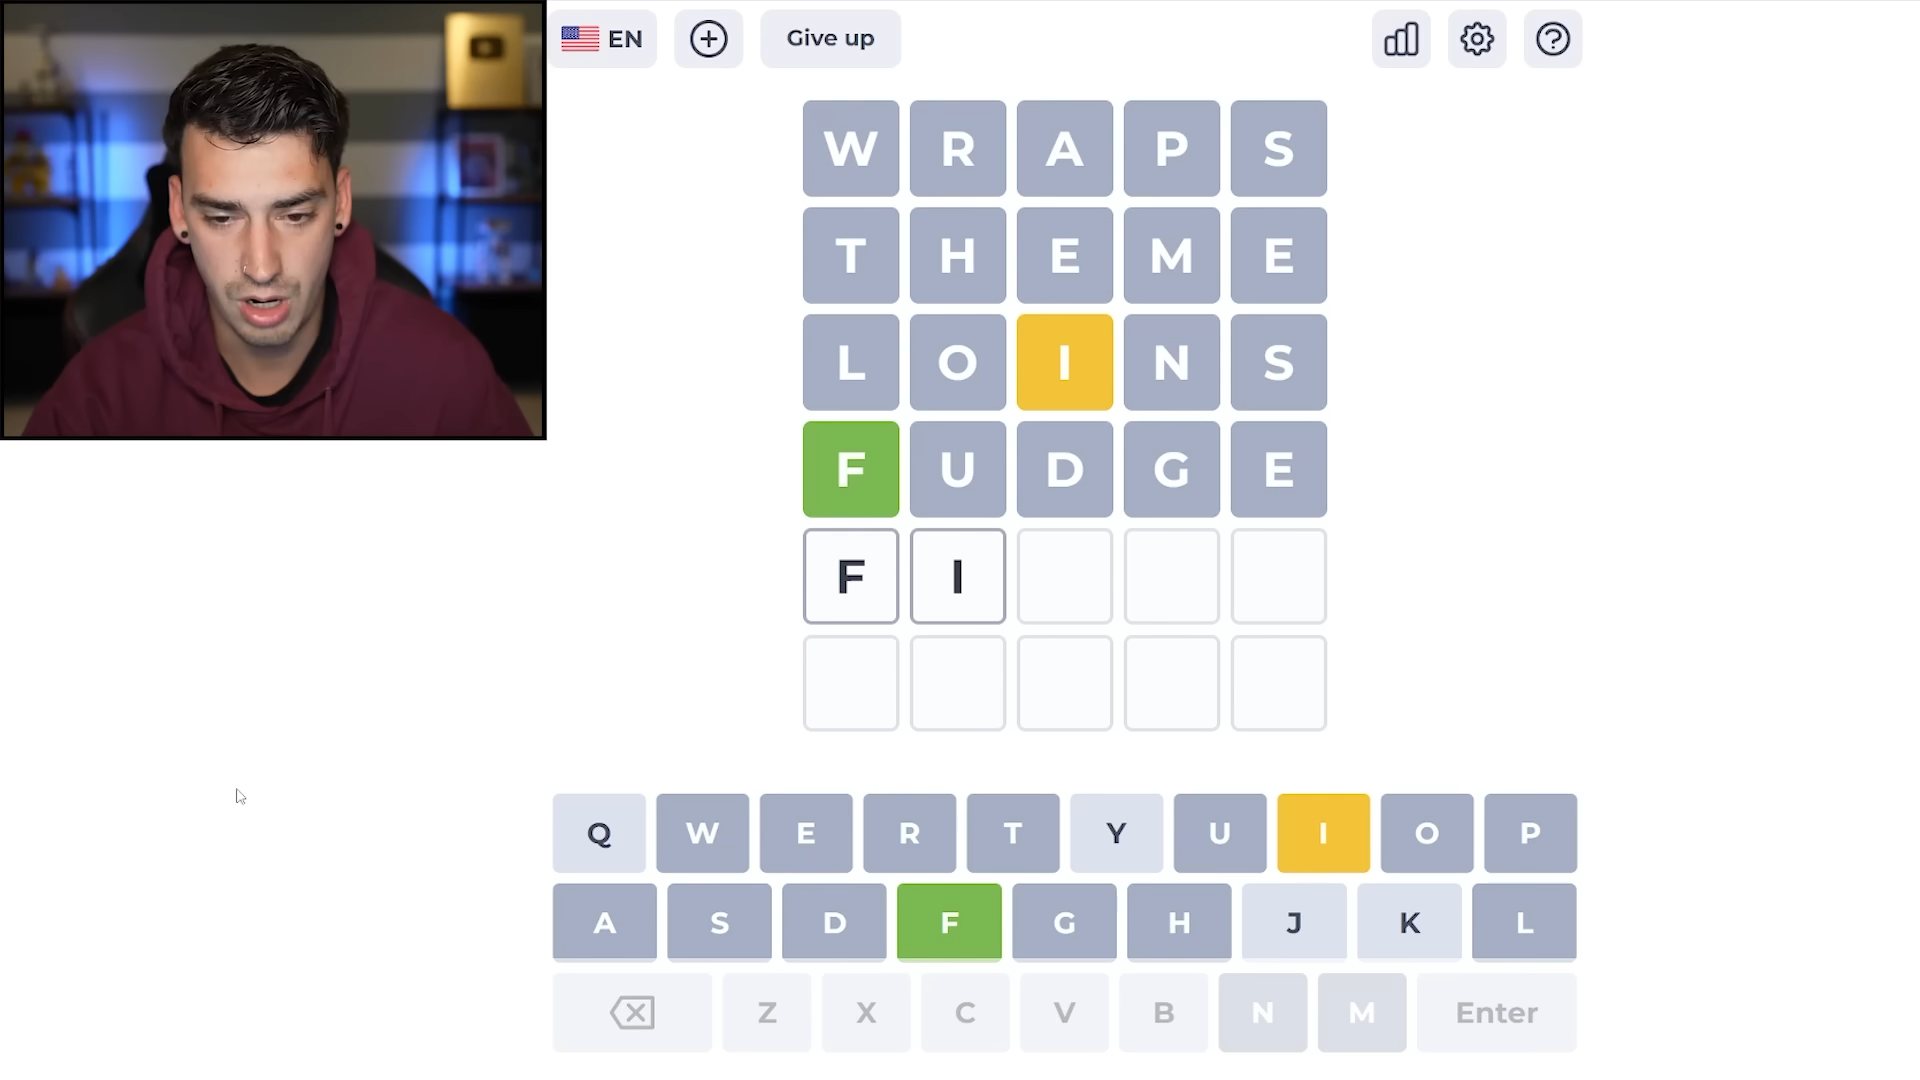 EN
Give up
W R A P S
T H E M E
L O I N S
F U D G E
F I
Q W E R T Y U I O P
A S D F G H J K L
Z X C V B N M Enter